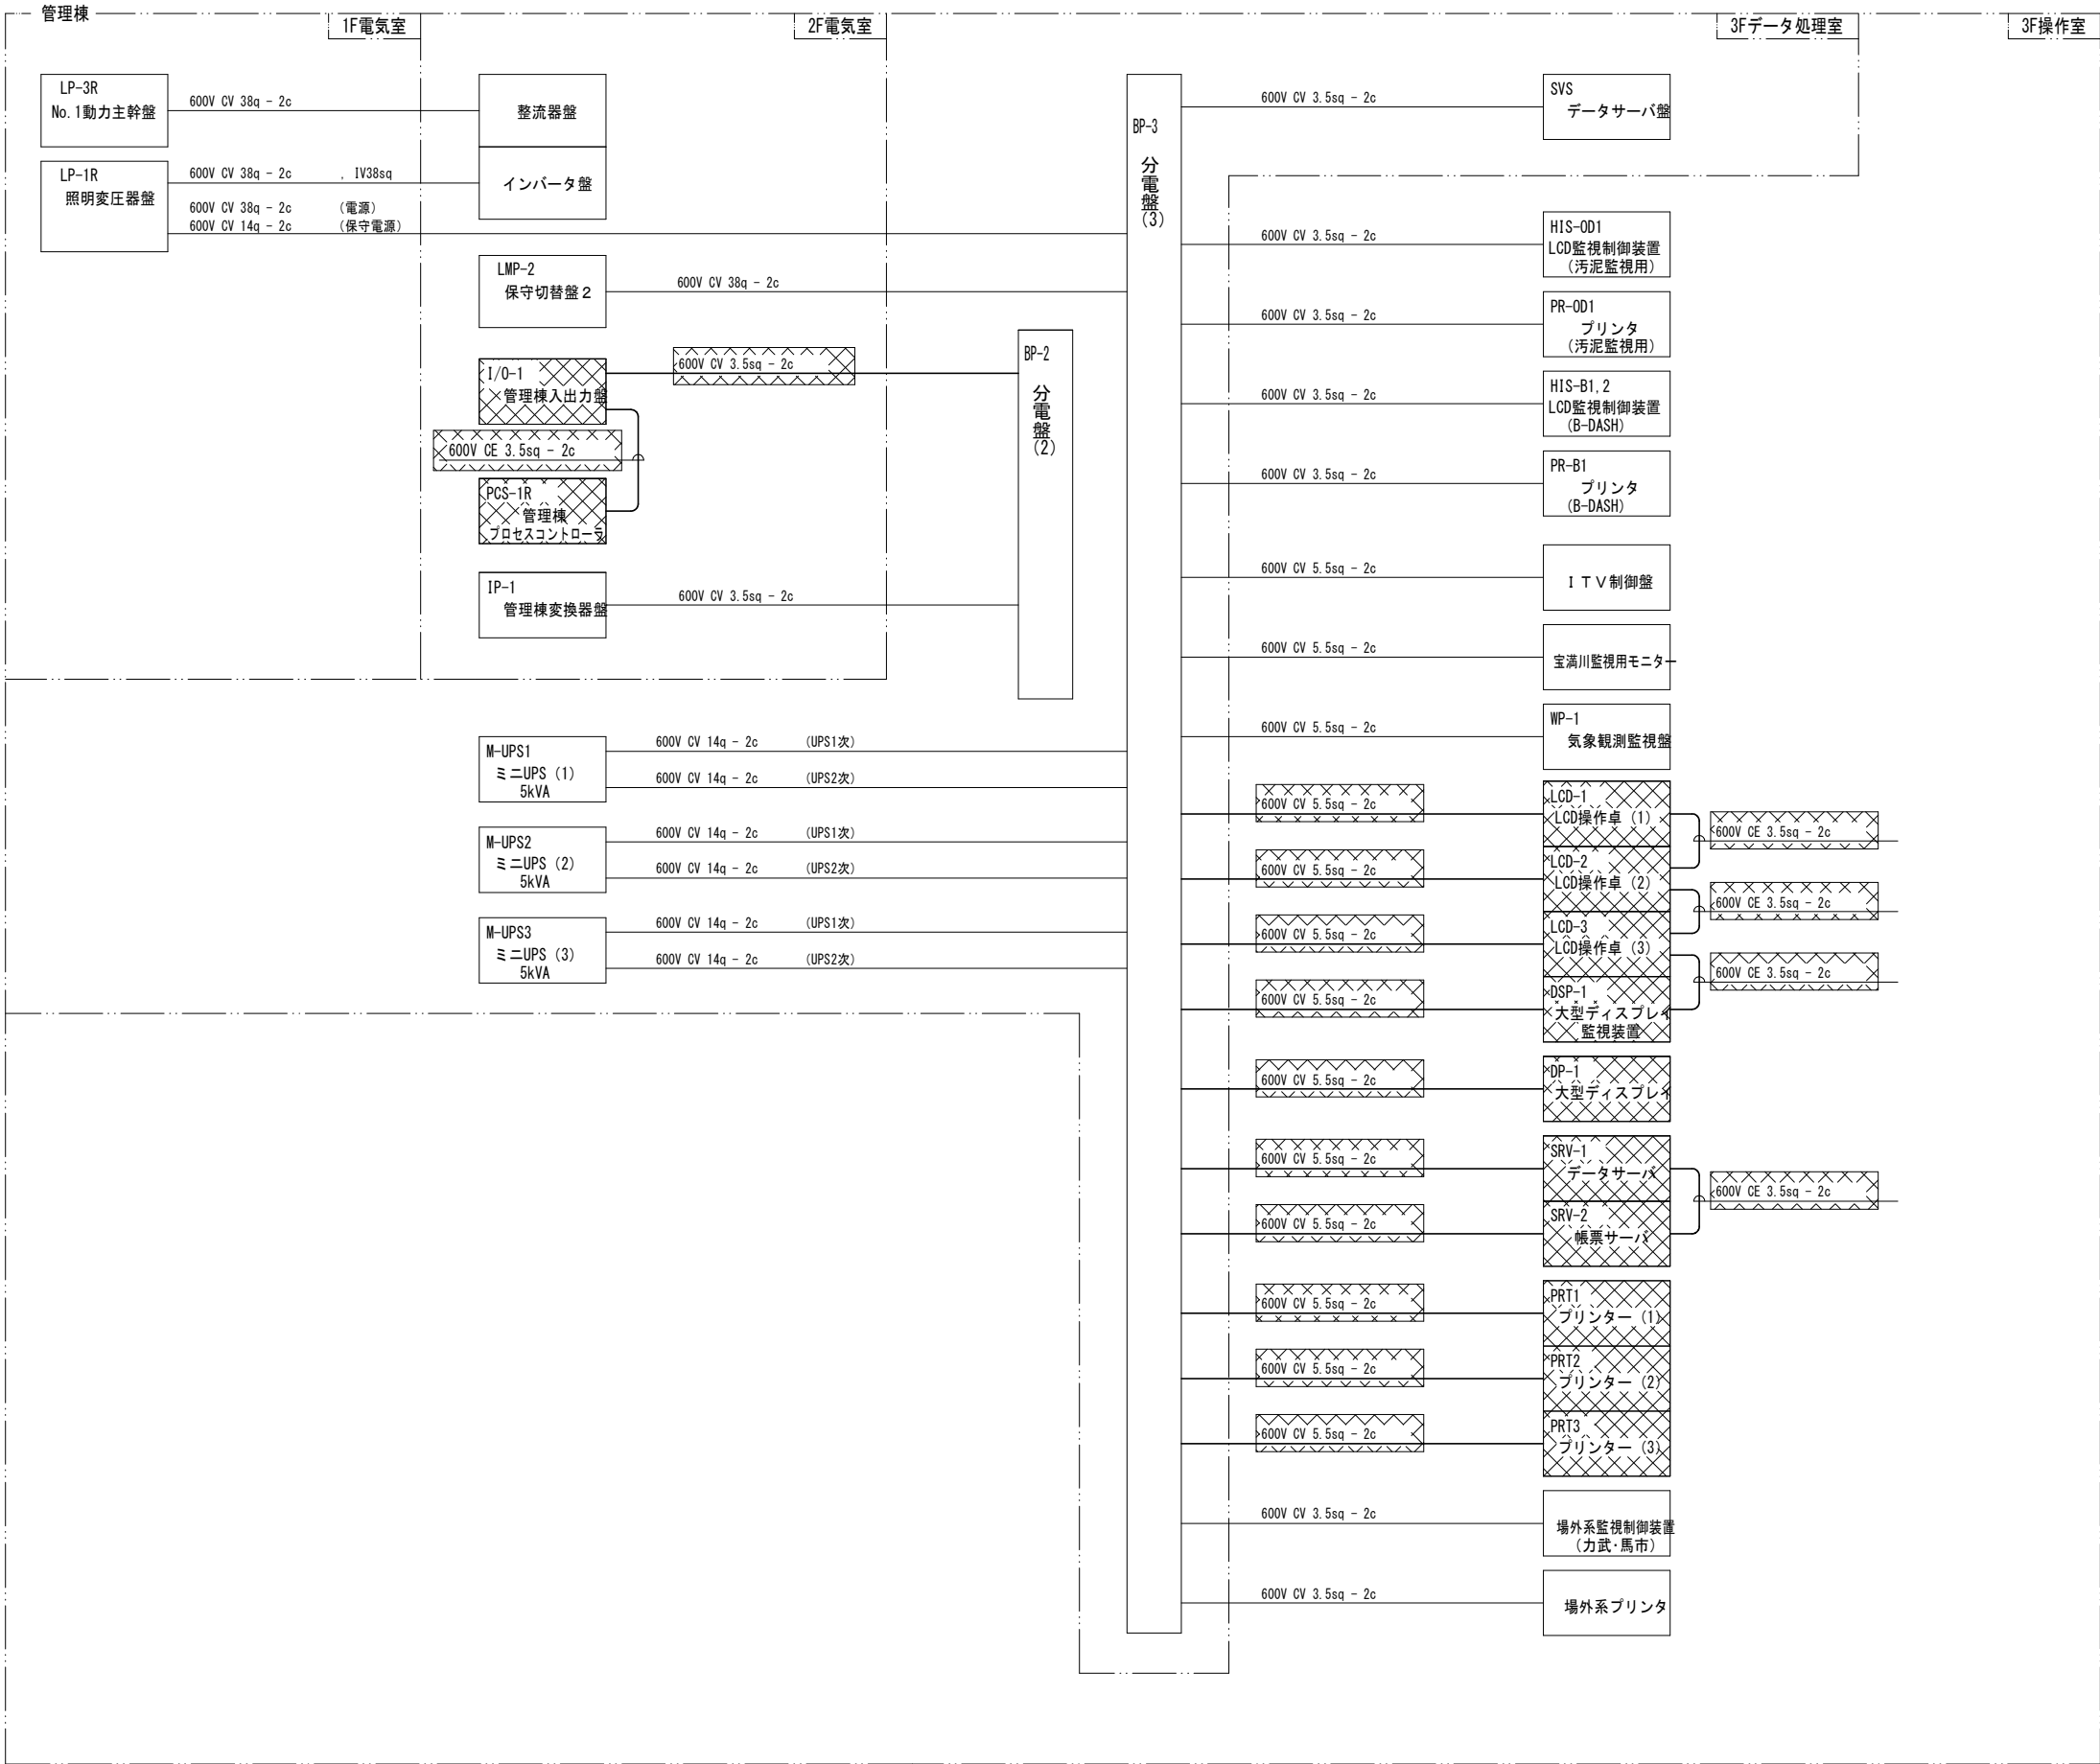 管理棟
1F電気室
2F電気室
3Fデータ処理室
3F操作室
LP-3R
No.1動力主幹盤
600V CV 38q - 2c
整流器盤
LP-1R
照明変圧器盤
600V CV 38q - 2c , IV38sq
インバータ盤
600V CV 38q - 2c (電源)
600V CV 14q - 2c (保守電源)
LMP-2
保守切替盤2
600V CV 38q - 2c
I/O-1
管理棟入出力盤
600V CV 3.5sq - 2c
600V CE 3.5sq - 2c
PCS-1R
管理棟
プロセスコントローラ
IP-1
管理棟変換器盤
600V CV 3.5sq - 2c
BP-2
分電盤(2)
M-UPS1
ミニUPS (1)
5kVA
600V CV 14q - 2c (UPS1次)
600V CV 14q - 2c (UPS2次)
M-UPS2
ミニUPS (2)
5kVA
600V CV 14q - 2c (UPS1次)
600V CV 14q - 2c (UPS2次)
M-UPS3
ミニUPS (3)
5kVA
600V CV 14q - 2c (UPS1次)
600V CV 14q - 2c (UPS2次)
BP-3
分電盤(3)
600V CV 3.5sq - 2c
SVS
データサーバ盤
600V CV 3.5sq - 2c
HIS-OD1
LCD監視制御装置
(汚泥監視用)
600V CV 3.5sq - 2c
PR-OD1
プリンタ
(汚泥監視用)
600V CV 3.5sq - 2c
HIS-B1,2
LCD監視制御装置
(B-DASH)
600V CV 3.5sq - 2c
PR-B1
プリンタ
(B-DASH)
600V CV 5.5sq - 2c
ITV制御盤
600V CV 5.5sq - 2c
宝満川監視用モニター
600V CV 5.5sq - 2c
WP-1
気象観測監視盤
600V CV 5.5sq - 2c
LCD-1
LCD操作卓 (1)
600V CE 3.5sq - 2c
600V CV 5.5sq - 2c
LCD-2
LCD操作卓 (2)
600V CE 3.5sq - 2c
600V CV 5.5sq - 2c
LCD-3
LCD操作卓 (3)
600V CE 3.5sq - 2c
600V CV 5.5sq - 2c
DSP-1
大型ディスプレイ
監視装置
600V CV 5.5sq - 2c
DP-1
大型ディスプレイ
600V CV 5.5sq - 2c
SRV-1
データサーバ
600V CE 3.5sq - 2c
600V CV 5.5sq - 2c
SRV-2
帳票サーバ
600V CV 5.5sq - 2c
PRT1
プリンター (1)
600V CV 5.5sq - 2c
PRT2
プリンター (2)
600V CV 5.5sq - 2c
PRT3
プリンター (3)
600V CV 3.5sq - 2c
場外系監視制御装置
(力武・馬市)
600V CV 3.5sq - 2c
場外系プリンタ